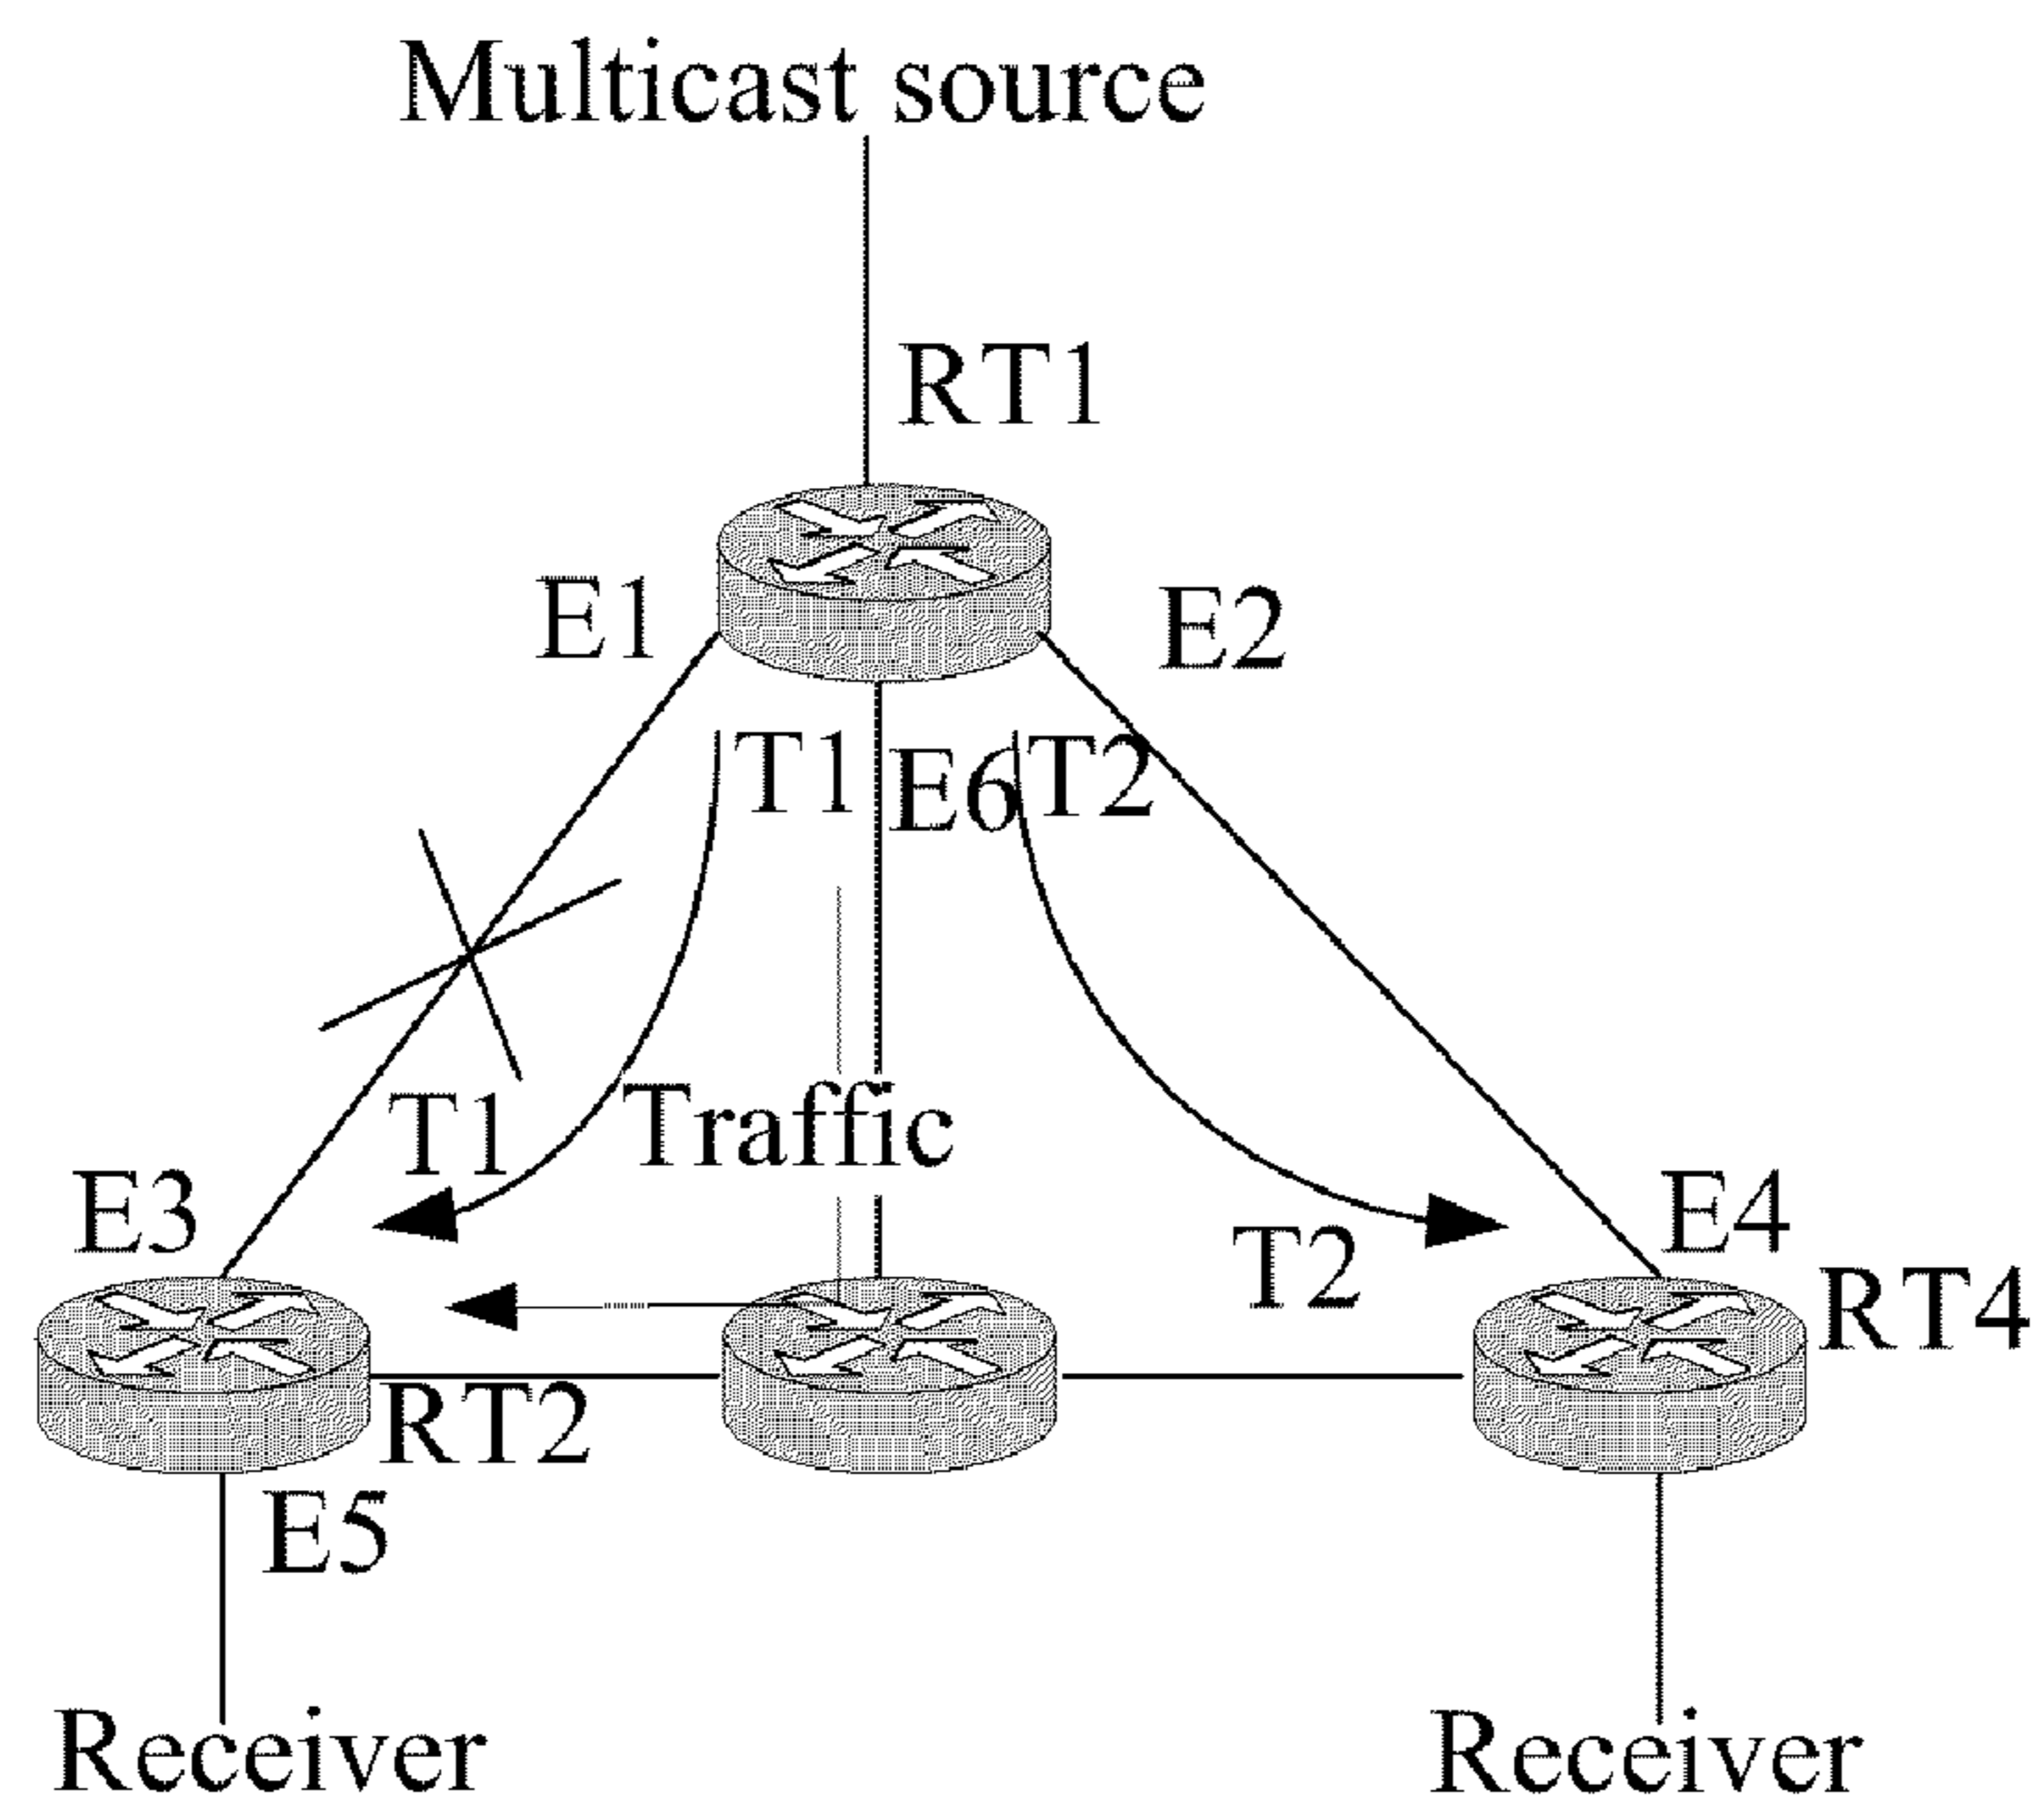 Multicast source
RT1
E1
E2
T1
E6
T2
T1
Traffic
E3
T2
E4
RT4
RT2
E5
Receiver
Receiver